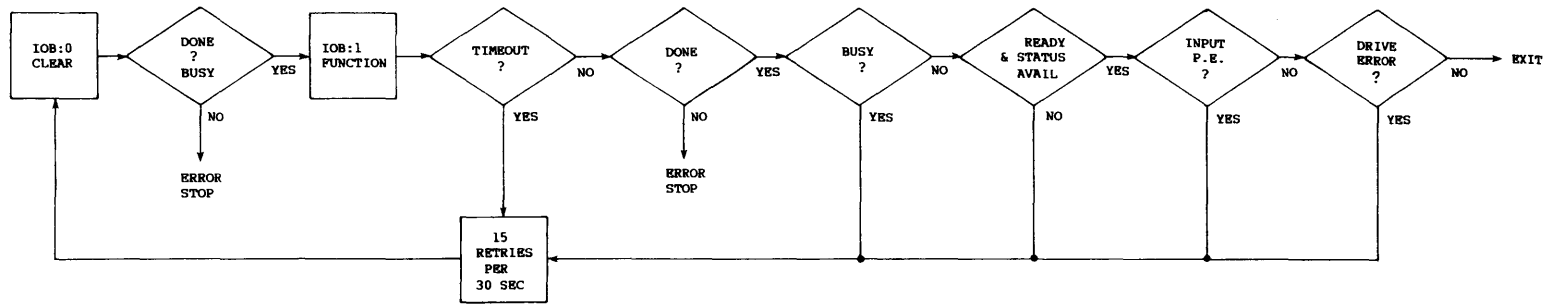 IOB:0
CLEAR
DONE
?
BUSY
YES
NO
ERROR
STOP
IOB:1
FUNCTION
TIMEOUT
?
NO
YES
DONE
?
YES
NO
ERROR
STOP
BUSY
?
NO
YES
READY
& STATUS
AVAIL
YES
NO
INPUT
P.E.
?
NO
YES
DRIVE
ERROR
?
NO
YES
EXIT
15
RETRIES
PER
30 SEC